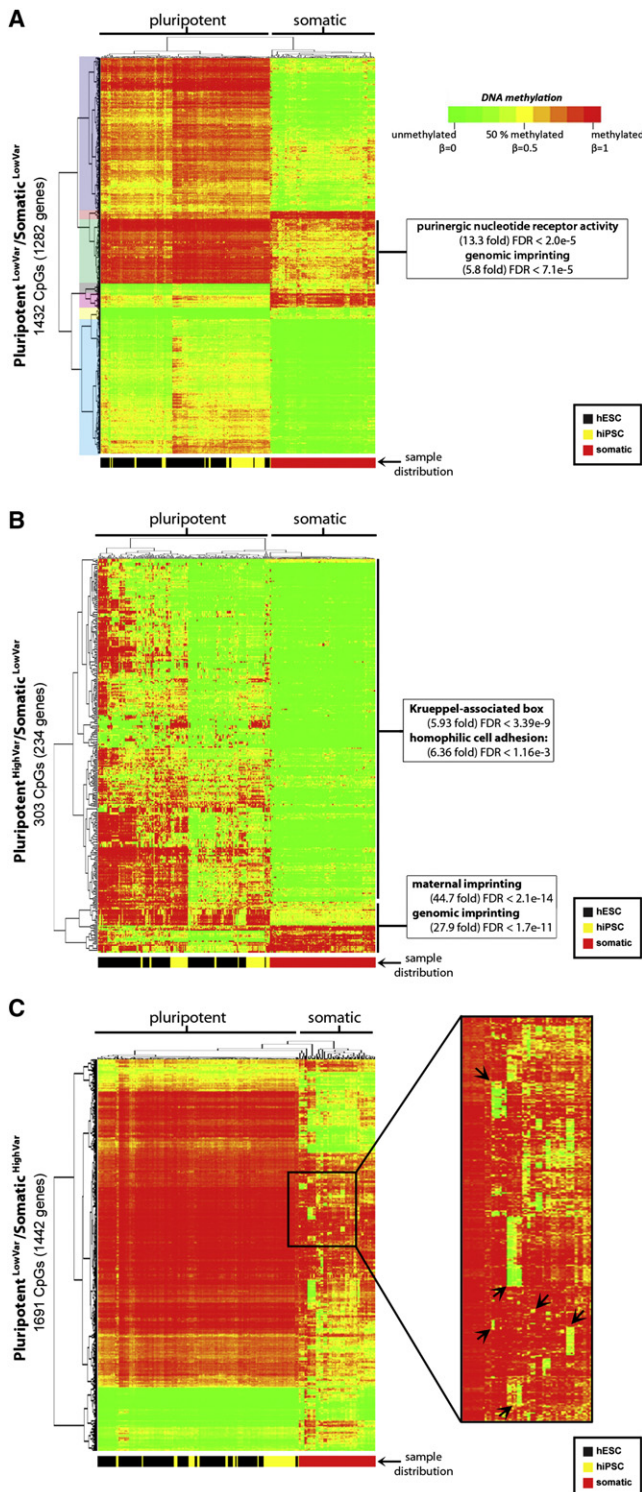 A
pluripotent somatic
DNA methylation
unmethylated 50 % methylated methylated
β=0 β=0.5 β=1
Pluripotent LowVar/Somatic LowVar
1432 CpGs (1282 genes)
purinergic nucleotide receptor activity
(13.3 fold) FDR < 2.0e-5
genomic imprinting
(5.8 fold) FDR < 7.1e-5
hESC
hiPSC
somatic
sample
distribution
B
pluripotent somatic
Pluripotent HighVar/Somatic LowVar
303 CpGs (234 genes)
Krueppel-associated box
(5.93 fold) FDR < 3.39e-9
homophilic cell adhesion:
(6.36 fold) FDR < 1.16e-3
maternal imprinting
(44.7 fold) FDR < 2.1e-14
genomic imprinting
(27.9 fold) FDR < 1.7e-11
hESC
hiPSC
somatic
sample
distribution
C
pluripotent somatic
Pluripotent LowVar/Somatic HighVar
1691 CpGs (1442 genes)
sample
distribution
hESC
hiPSC
somatic